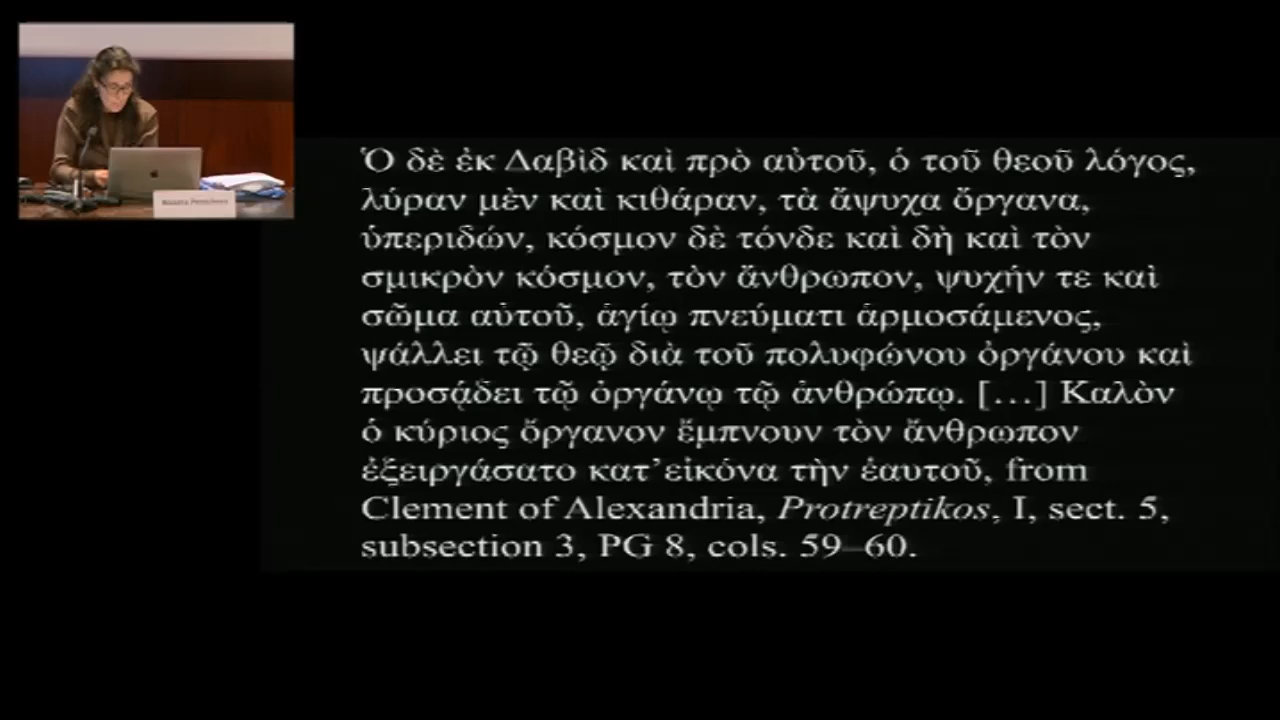 Ὁ δὲ ἐκ Δαβὶδ καὶ πρὸ αὐτοῦ, ὁ τοῦ θεοῦ λόγος,
λύραν μὲν καὶ κιθάραν, τὰ ἄψυχα ὄργανα,
ὑπεριδών, κόσμον δὲ τόνδε καὶ δὴ καὶ τὸν
σμικρὸν κόσμον, τὸν ἄνθρωπον, ψυχήν τε καὶ
σῶμα αὐτοῦ, ἁγίῳ πνεύματι ἁρμοσάμενος,
ψάλλει τῷ θεῷ διὰ τοῦ πολυφώνου ὀργάνου καὶ
προσᾴδει τῷ ὀργάνῳ τῷ ἀνθρώπῳ. […] Καλὸν
ὁ κύριος ὄργανον ἔμπνουν τὸν ἄνθρωπον
ἐξειργάσατο κατ’εἰκόνα τὴν ἑαυτοῦ, from
Clement of Alexandria, Protreptikos, I, sect. 5,
subsection 3, PG 8, cols. 59–60.